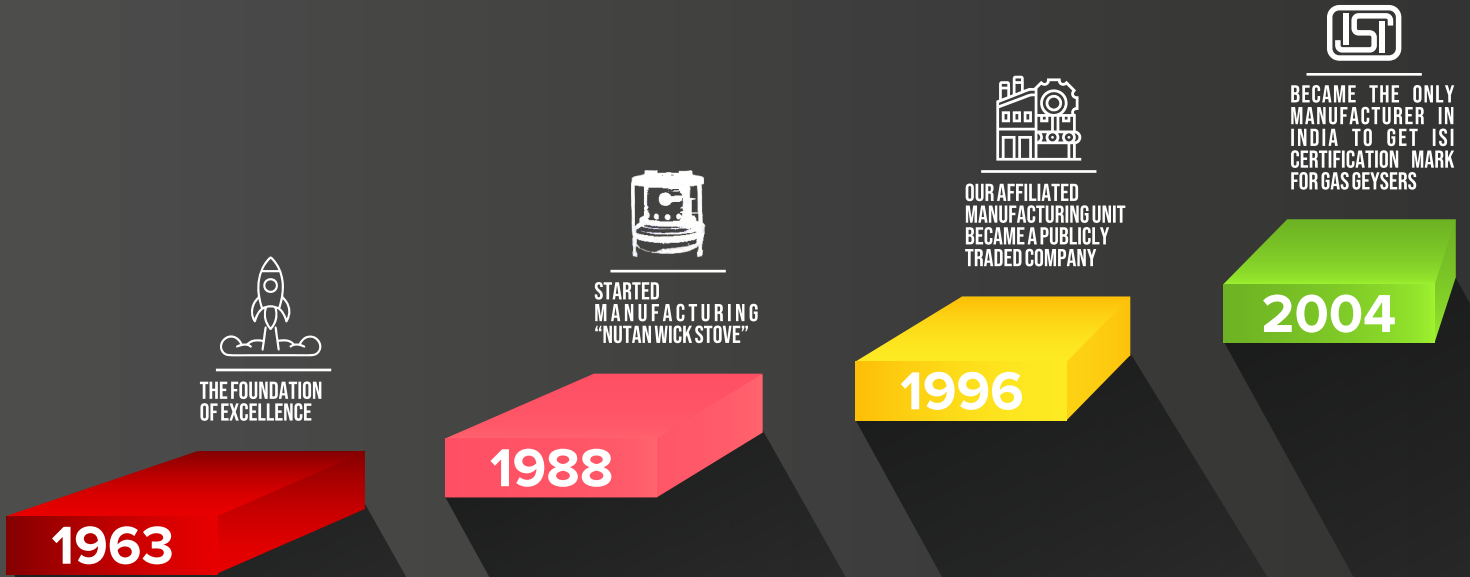 THE FOUNDATION
OF EXCELLENCE
1963
STARTED
MANUFACTURING
“NUTAN WICK STOVE”
1988
OUR AFFILIATED
MANUFACTURING UNIT
BECAME A PUBLICLY
TRADED COMPANY
1996
ISI
BECAME THE ONLY
MANUFACTURER IN
INDIA TO GET ISI
CERTIFICATION MARK
FOR GAS GEYSERS
2004